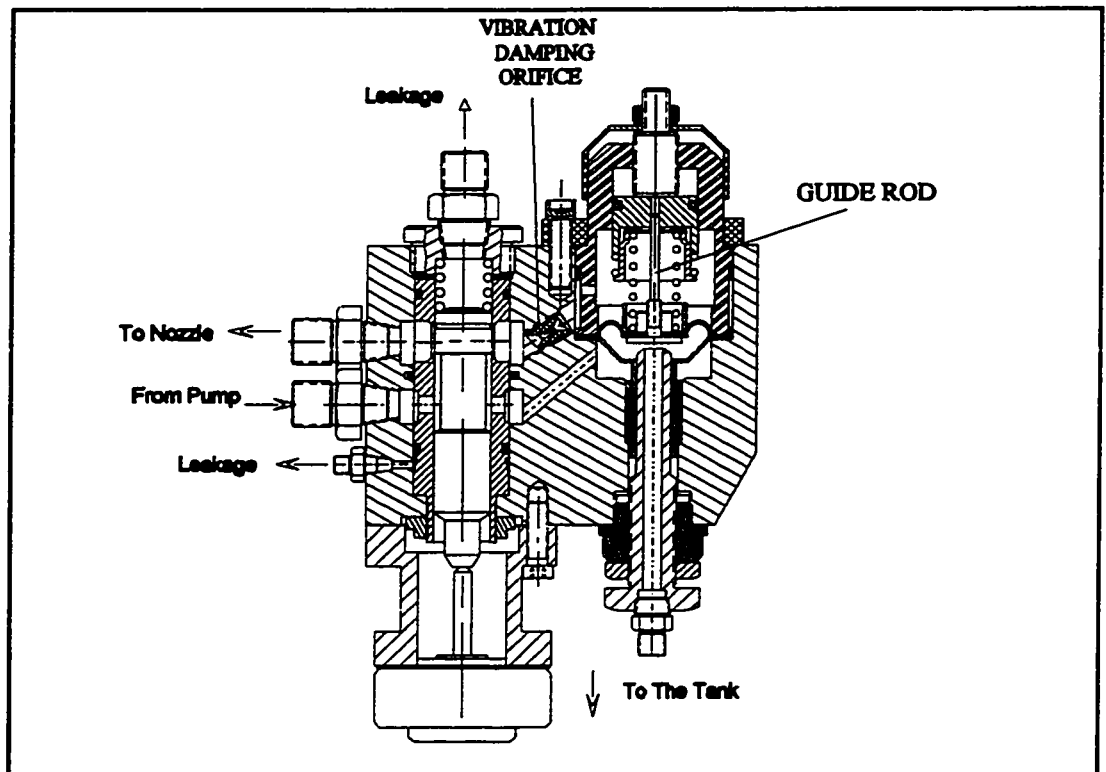 VIBRATION
DAMPING
ORIFICE
Leakage
GUIDE ROD
To Nozzle
From Pump
Leakage
To The Tank